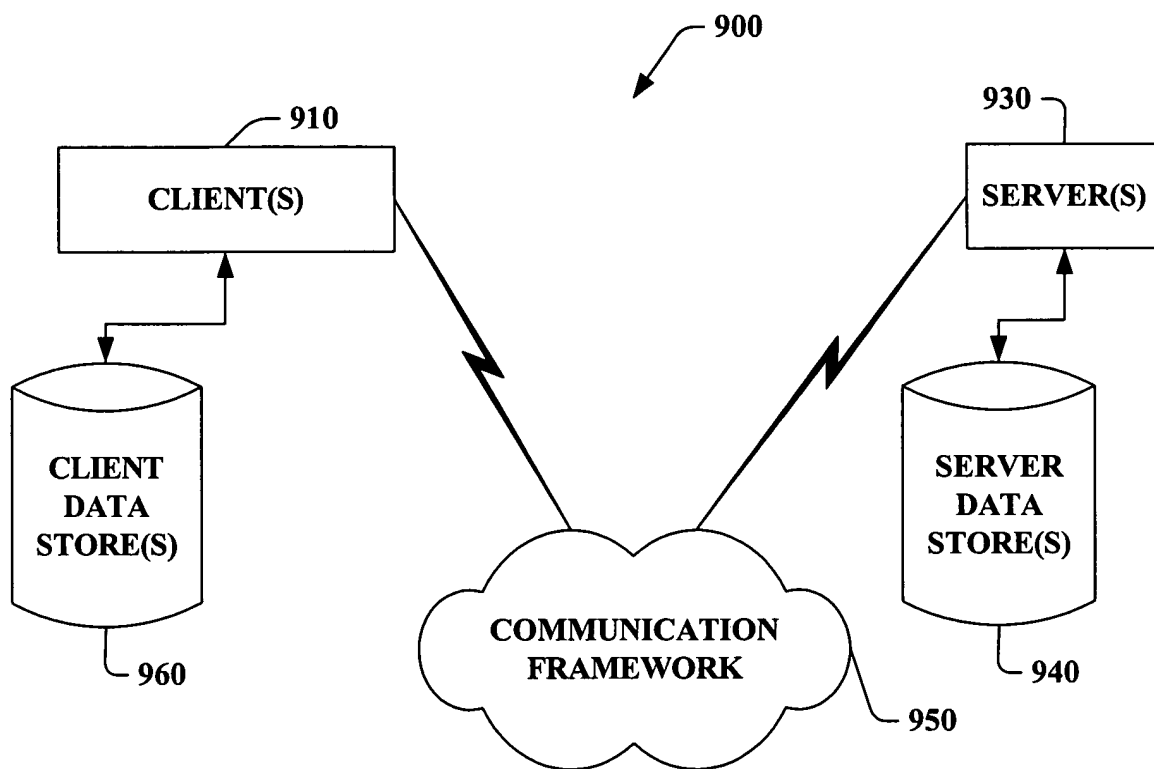 900
910
930
CLIENT(S)
SERVER(S)
CLIENT
DATA
STORE(S)
SERVER
DATA
STORE(S)
COMMUNICATION
FRAMEWORK
960
940
950